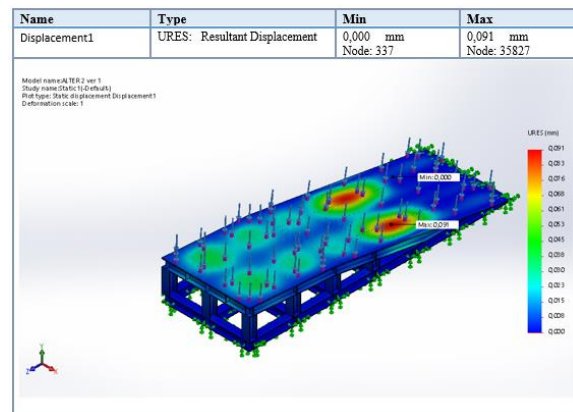 Name Type Min Max
Displacement1 URES: Resultant Displacement 0,000 mm 0,091 mm
Node: 337 Node: 35827
Model name:ALTER 2 ver 1
Study name:Static 1(-Default-)
Plot type: Static displacement Displacement1
Deformation scale: 1
URES (mm)
0,091
0,083
0,076
0,068
0,061
0,053
0,045
0,038
0,030
0,023
0,015
0,008
0,000
Min: 0,000
Max: 0,091
Y
Z
X